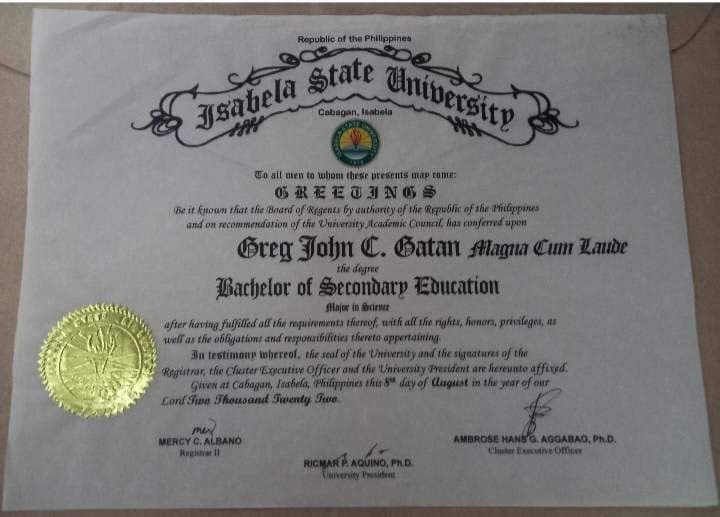 Republic of the Philippines
Isabela State University
Cabagan, Isabela
To all men to whom these presents may come:
GREETINGS
Be it known that the Board of Regents by authority of the Republic of the Philippines
and on recommendation of the University Academic Council, has conferred upon
Greg John C. Gatan Magna Cum Laude
the degree
Bachelor of Secondary Education
Major in Science
after having fulfilled all the requirements thereof, with all the rights, honors, privileges, as
well as the obligations and responsibilities thereto appertaining.
In testimony whereof, the seal of the University and the signatures of the
Registrar, the Cluster Executive Officer and the University President are hereunto affixed.
Given at Cabagan, Isabela, Philippines this 8th day of August in the year of our
Lord Two Thousand Twenty Two.
MERCY C. ALBANO
Registrar II
RICMAR P. AQUINO, Ph.D.
University President
AMBROSE HANS G. AGGABAO, Ph.D.
Cluster Executive Officer